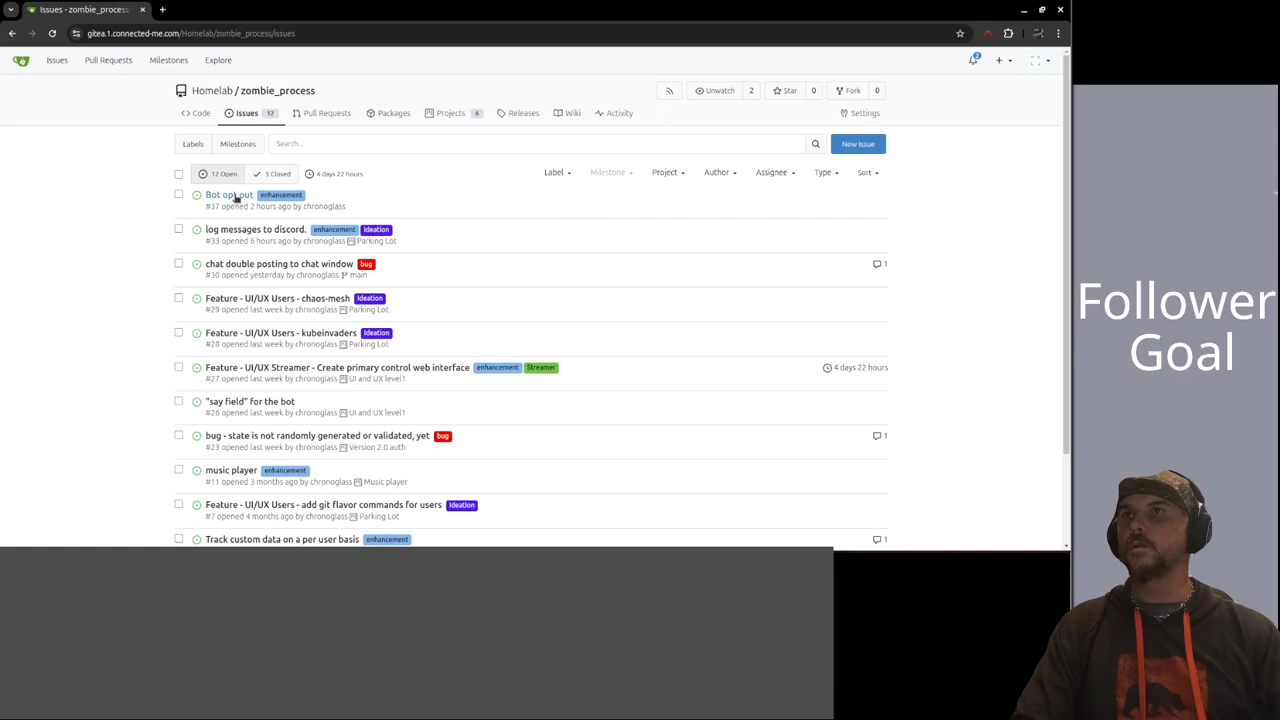 Issues - zombie_process
gitea.1.connected-me.com/Homelab/zombie_process/issues
Issues Pull Requests Milestones Explore 2
Homelab / zombie_process Unwatch 2 Star 0 Fork 0
Code Issues 12 Pull Requests Packages Projects 6 Releases Wiki Activity Settings
Labels Milestones Search... New Issue
12 Open 5 Closed 4 days 22 hours Label Milestone Project Author Assignee Type Sort
Bot opt out enhancement
#37 opened 2 hours ago by chronoglass
log messages to discord. enhancement Ideation
#33 opened 6 hours ago by chronoglass Parking Lot
chat double posting to chat window bug 1
#30 opened yesterday by chronoglass main
Feature - UI/UX Users - chaos-mesh Ideation
#29 opened last week by chronoglass Parking Lot
Feature - UI/UX Users - kubeinvaders Ideation
#28 opened last week by chronoglass Parking Lot
Feature - UI/UX Streamer - Create primary control web interface enhancement Streamer 4 days 22 hours
#27 opened last week by chronoglass UI and UX level1
"say field" for the bot
#26 opened last week by chronoglass UI and UX level1
bug - state is not randomly generated or validated, yet bug 1
#23 opened last week by chronoglass Version 2.0 auth
music player enhancement
#11 opened 3 months ago by chronoglass Music player
Feature - UI/UX Users - add git flavor commands for users Ideation
#7 opened 4 months ago by chronoglass Parking Lot
Track custom data on a per user basis enhancement 1
Follower
Goal